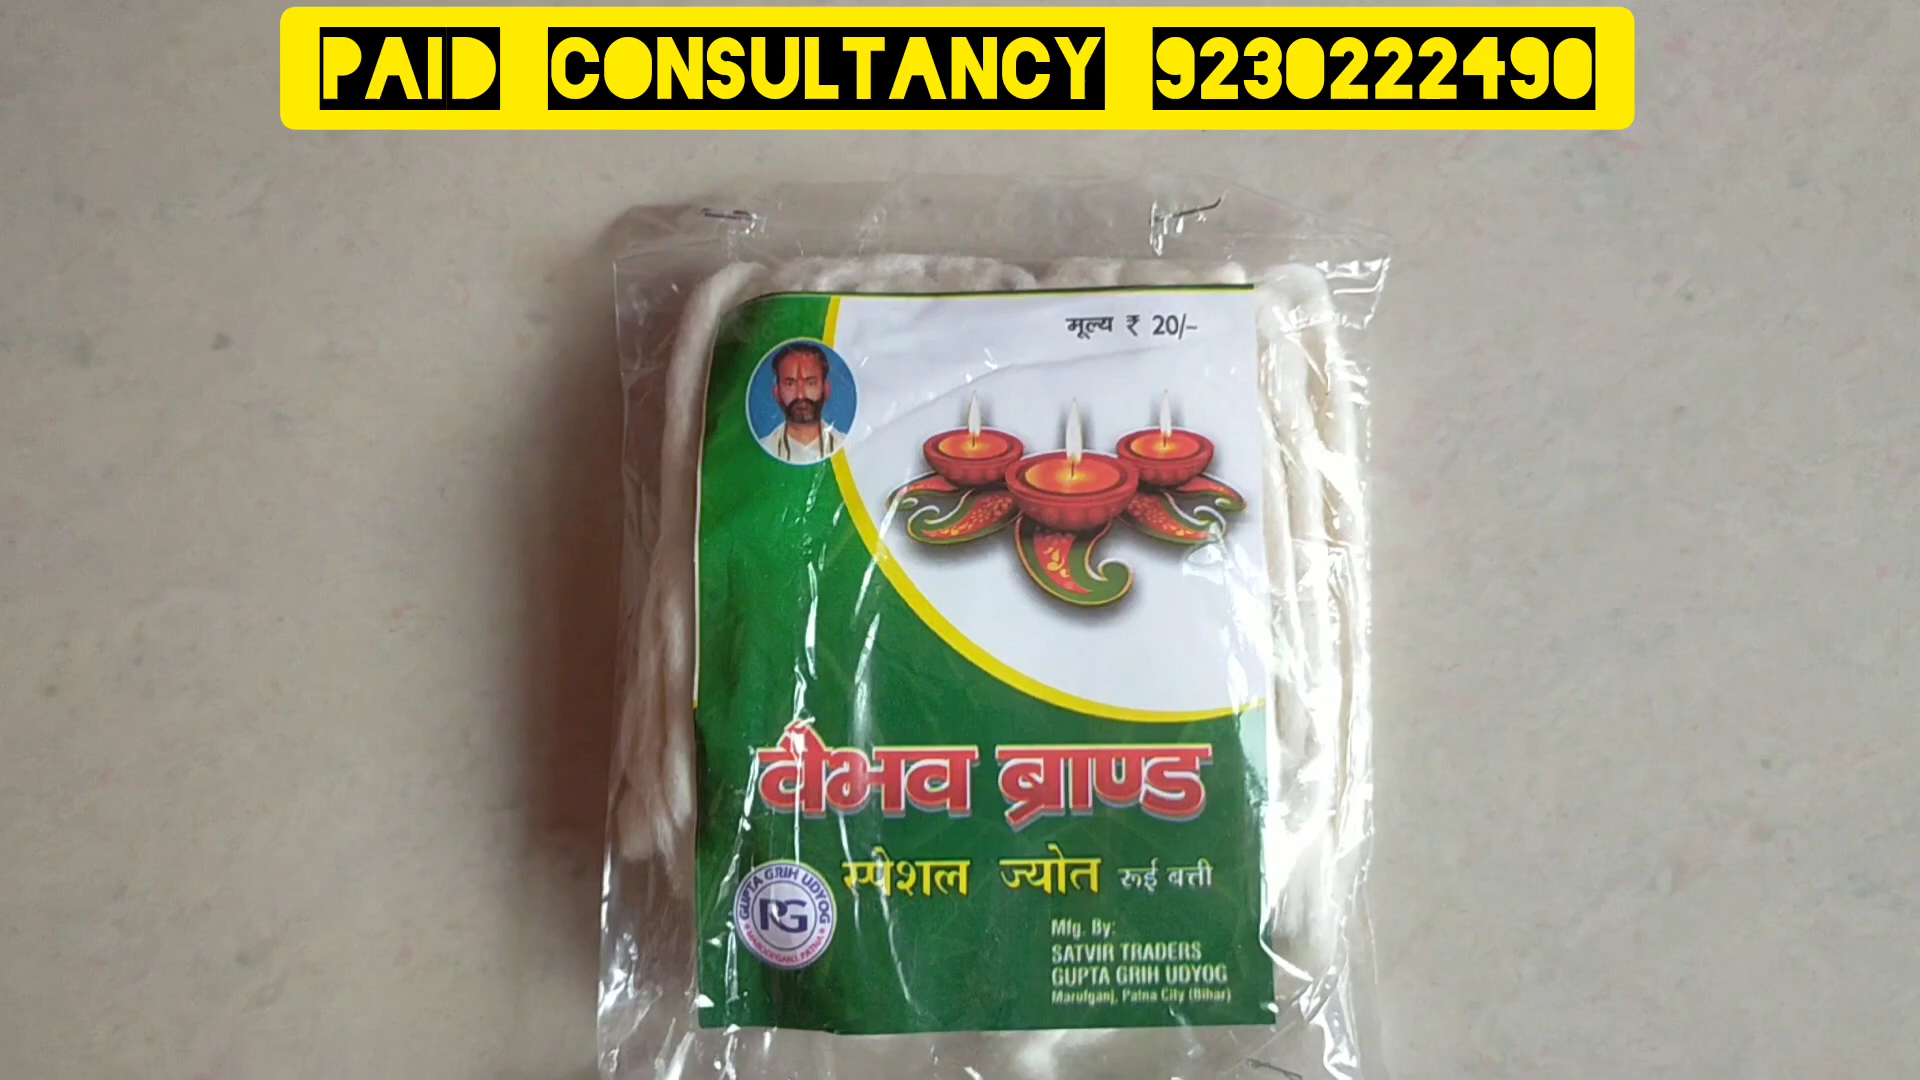 PAID CONSULTANCY 9230222490
मूल्य ₹ 20/-
वैभव ब्राण्ड
स्पेशल ज्योत रूई बत्ती
GUPTA GRIH UDYOG
PG
Mfg. By:
SATVIR TRADERS
GUPTA GRIH UDYOG
Marufganj, Patna City (Bihar)